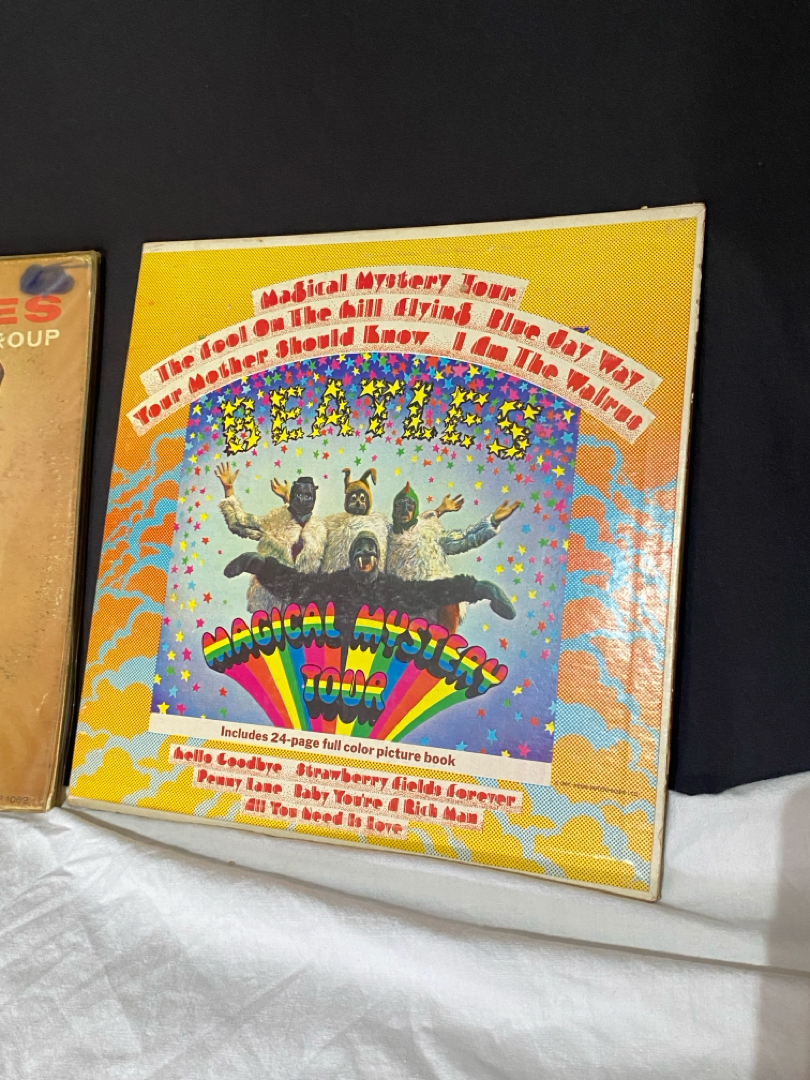 ES
ROUP
Magical Mystery Tour
The Fool On The Hill Flying Blue Jay Way
Your Mother Should Know I Am The Walrus
BEATLES
MAGICAL MYSTERY
TOUR
Includes 24-page full color picture book
Hello Goodbye Strawberry Fields Forever
Penny Lane Baby You're A Rich Man
All You Need Is Love